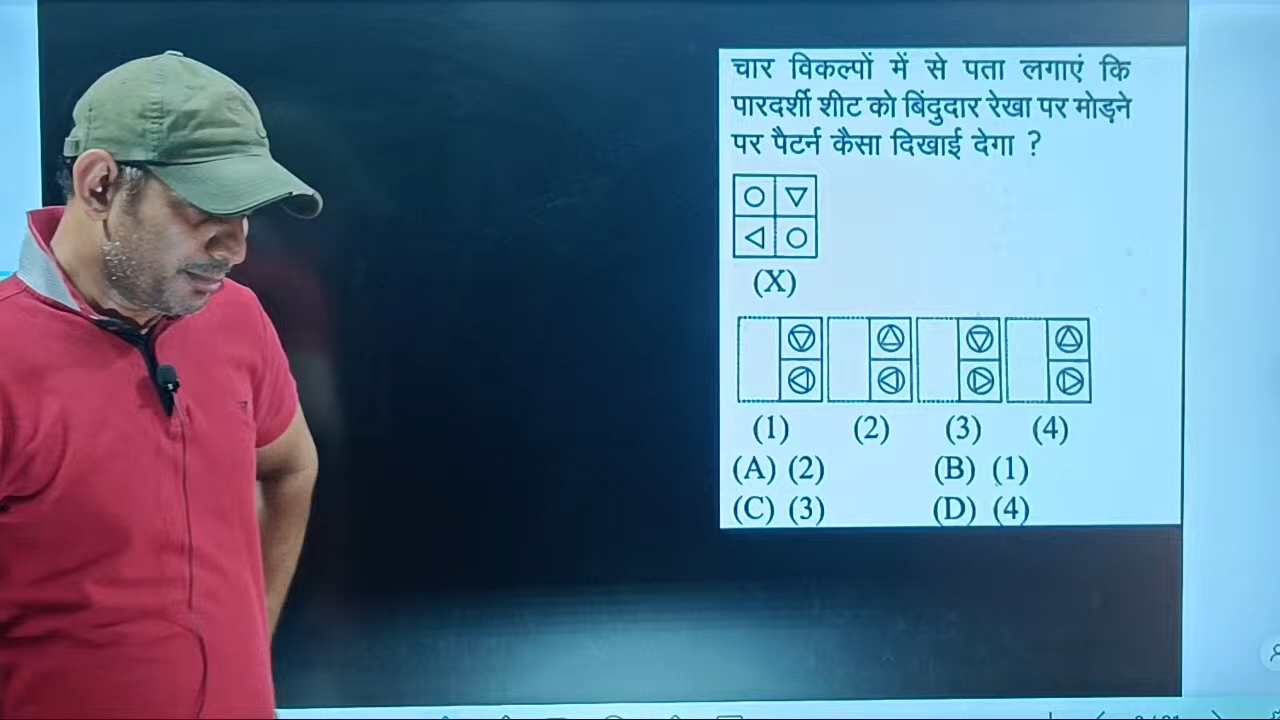 चार विकल्पों में से पता लगाएं कि
पारदर्शी शीट को बिंदुदार रेखा पर मोड़ने
पर पैटर्न कैसा दिखाई देगा ?
(X)
(1) (2) (3) (4)
(A) (2) (B) (1)
(C) (3) (D) (4)